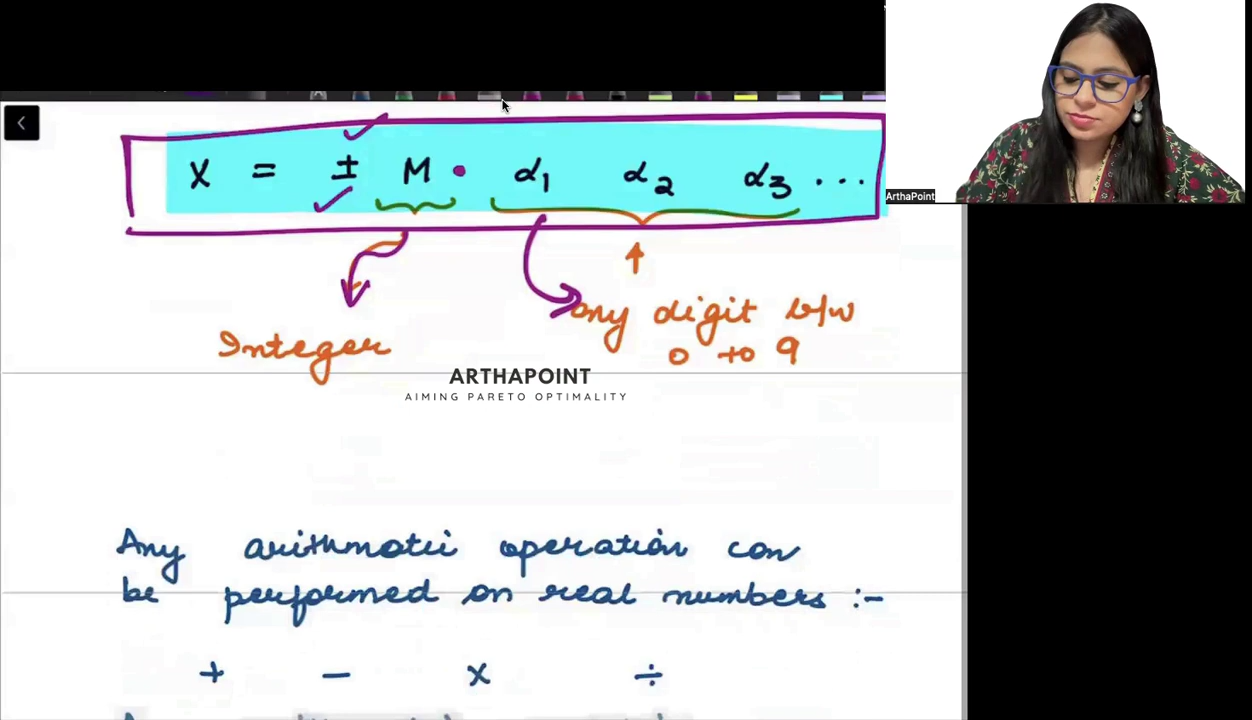 X = ± M . α1 α2 α3 ...
ArthaPoint
any digit b/w
0 to 9
Integer
ARTHAPOINT
AIMING PARETO OPTIMALITY
Any arithmatic operation can
be performed on real numbers :-
+ − × ÷